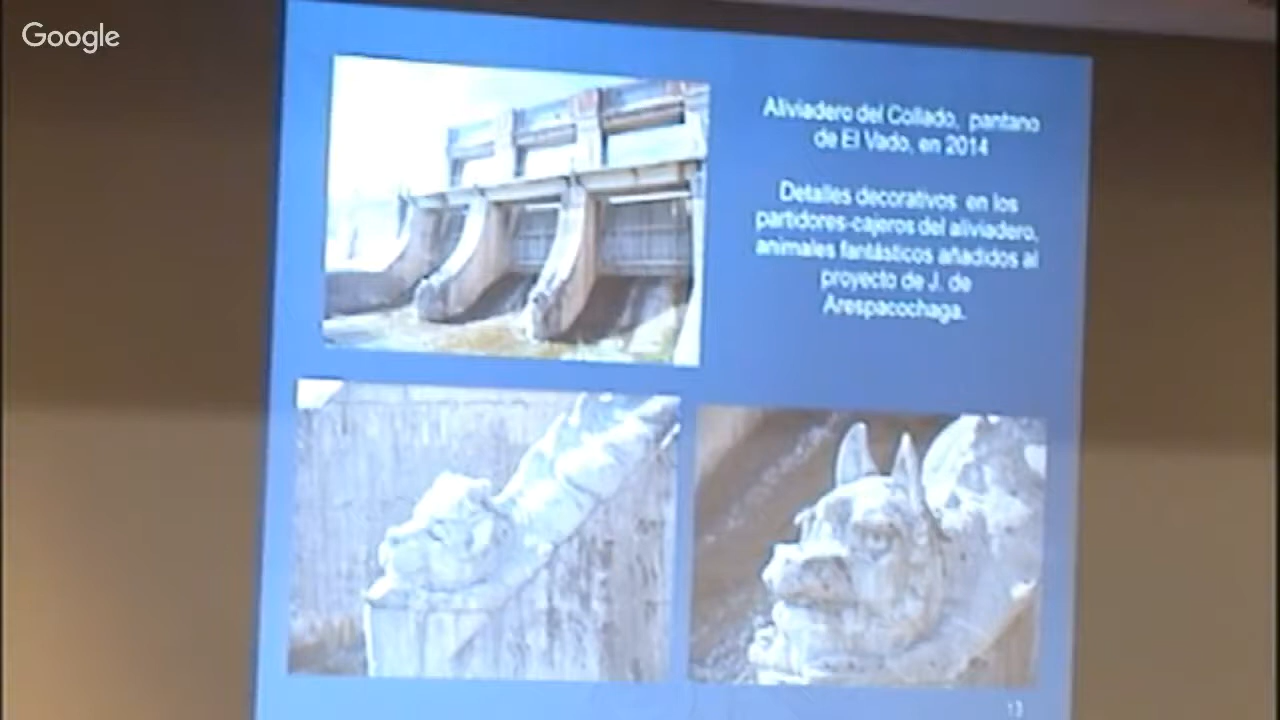 Google
Aliviadero del Collado, pantano
de El Vado, en 2014
Detalles decorativos en los
partidores-cajeros del aliviadero,
animales fantásticos añadidos al
proyecto de J. de
Arespacochaga.
13